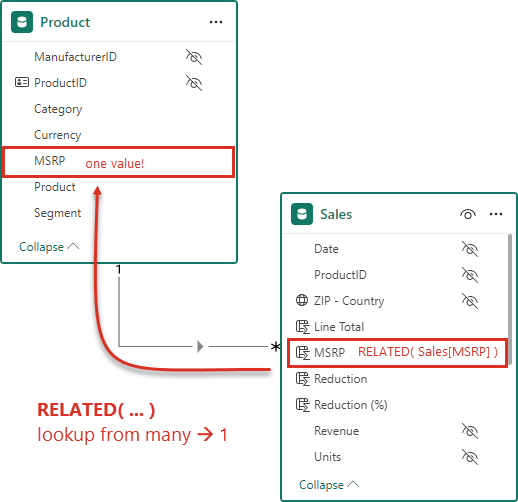 Product
ManufacturerID
ProductID
Category
Currency
MSRP one value!
Product
Segment
Collapse
1
*
Sales
Date
ProductID
ZIP - Country
Line Total
MSRP RELATED( Sales[MSRP] )
Reduction
Reduction (%)
Revenue
Units
Collapse
RELATED( ... )
lookup from many → 1